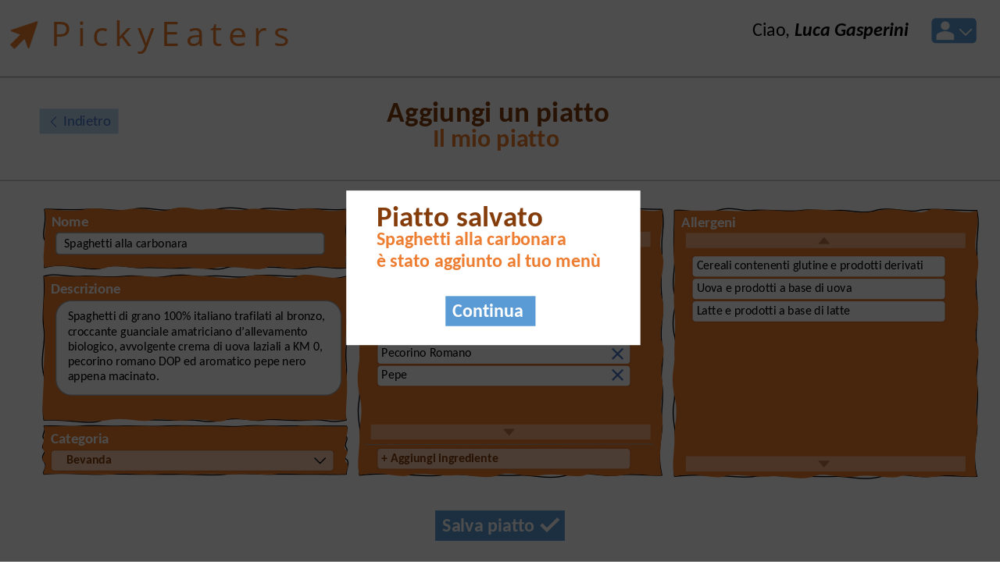 PickyEaters
Ciao, Luca Gasperini
Indietro
Aggiungi un piatto
Il mio piatto
Nome
Spaghetti alla carbonara
Descrizione
Spaghetti di grano 100% italiano trafilati al bronzo,
croccante guanciale amatriciano d’allevamento
biologico, avvolgente crema di uova laziali a KM 0,
pecorino romano DOP ed aromatico pepe nero
appena macinato.
Categoria
Bevanda
Piatto salvato
Spaghetti alla carbonara
è stato aggiunto al tuo menù
Continua
Pecorino Romano
Pepe
+ Aggiungi ingrediente
Allergeni
Cereali contenenti glutine e prodotti derivati
Uova e prodotti a base di uova
Latte e prodotti a base di latte
Salva piatto